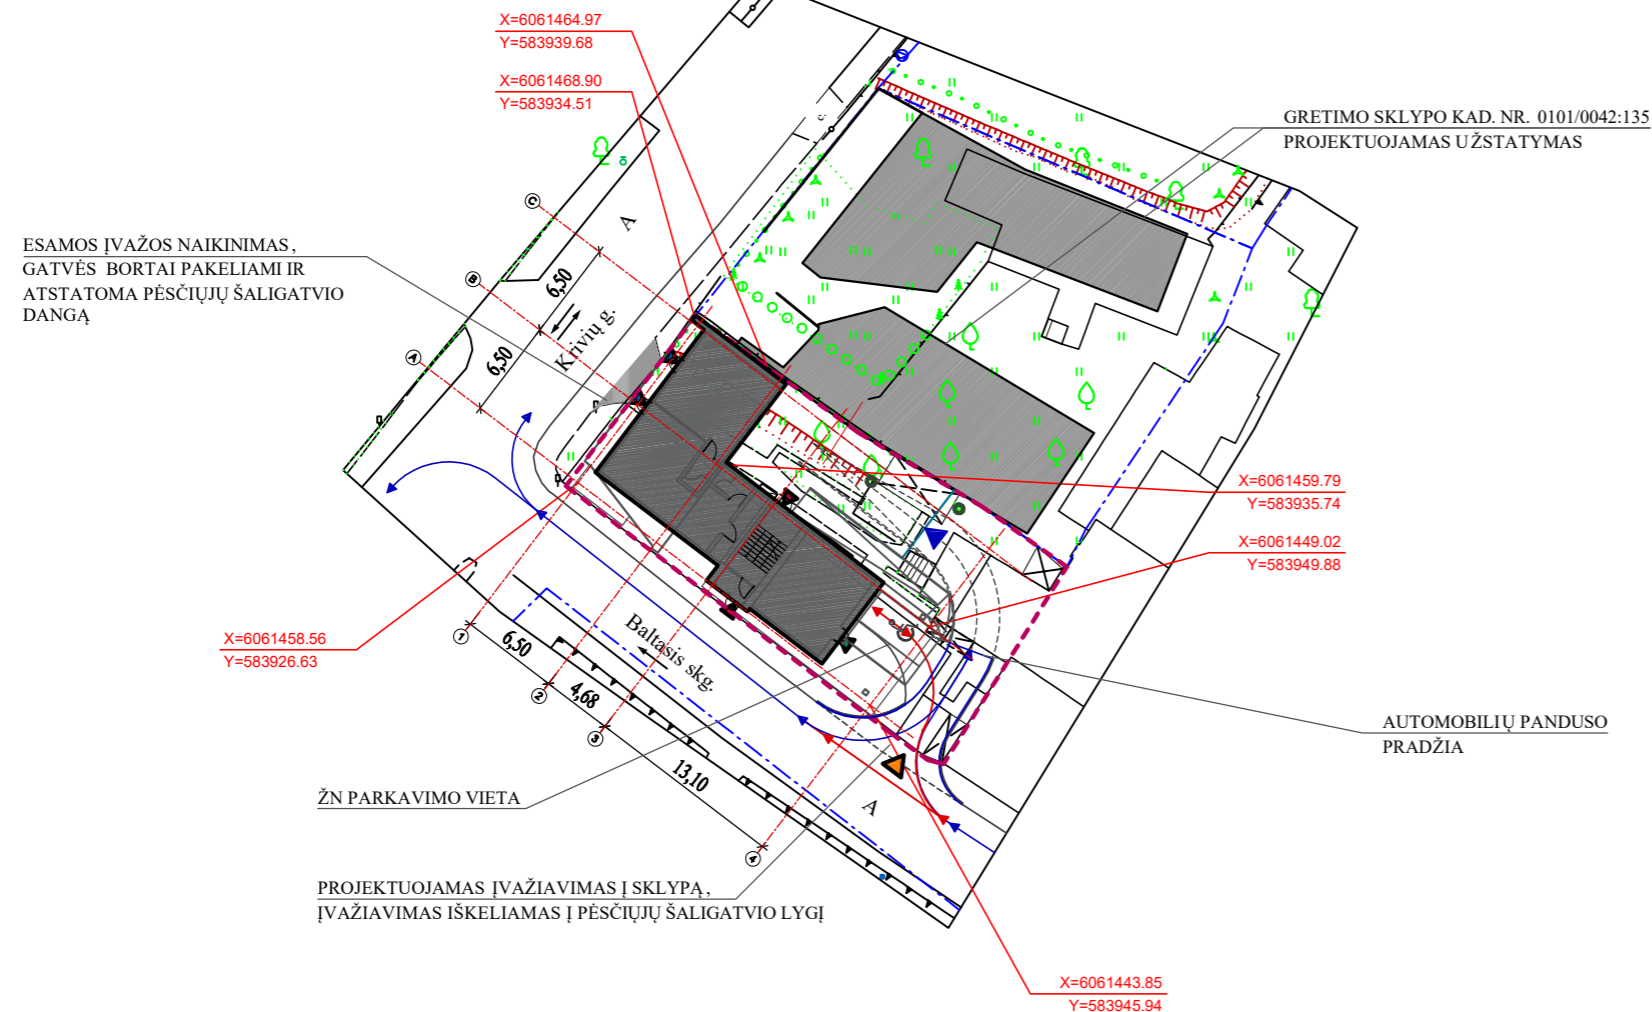 X=6061464.97
Y=583939.68
X=6061468.90
Y=583934.51
GRETIMO SKLYPO KAD. NR. 0101/0042:135
PROJEKTUOJAMAS UŽSTATYMAS
C
A
c.
ESAMOS ĮVAŽOS NAIKINIMAS,
GATVĖS BORTAI PAKELIAMI IR
ATSTATOMA PĖSČIŲJŲ ŠALIGATVIO
DANGĄ
B
6,50
Krivių g.
A
6,50
X=6061459.79
Y=583935.74
X=6061449.02
Y=583949.88
X=6061458.56
Y=583926.63
1
6,50
Baltasis skg.
2
4,68
3
13,10
4
A
AUTOMOBILIŲ PANDUSO
PRADŽIA
ŽN PARKAVIMO VIETA
PROJEKTUOJAMAS ĮVAŽIAVIMAS Į SKLYPĄ,
ĮVAŽIAVIMAS IŠKELIAMAS Į PĖSČIŲJŲ ŠALIGATVIO LYGĮ
X=6061443.85
Y=583945.94